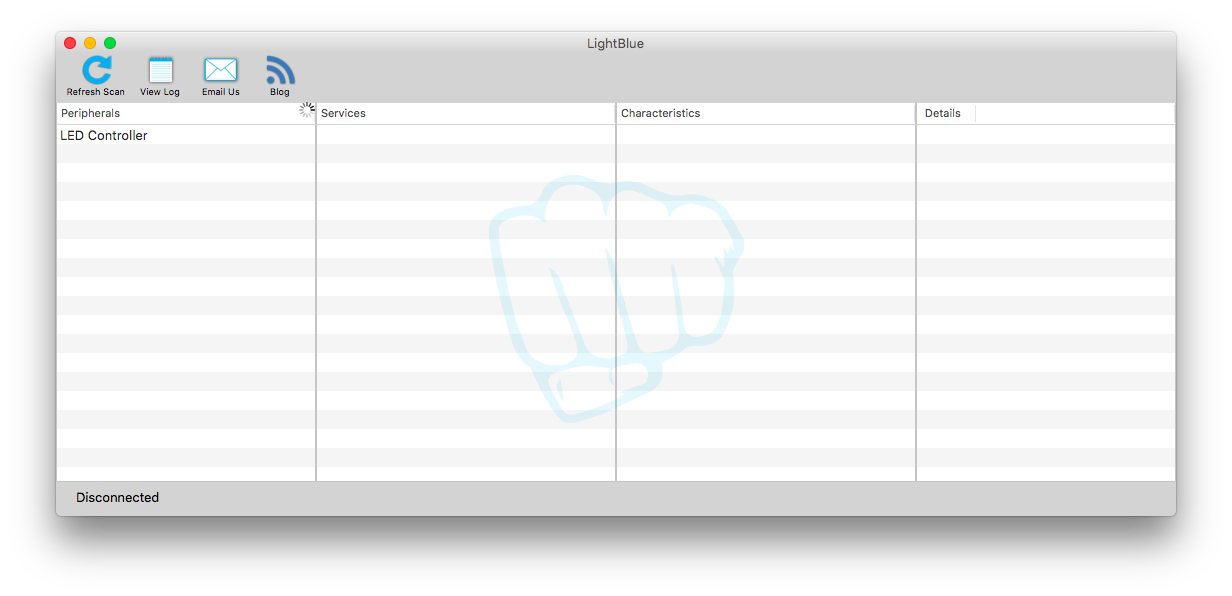 LightBlue
Refresh Scan View Log Email Us Blog
Peripherals Services Characteristics Details
LED Controller
Disconnected